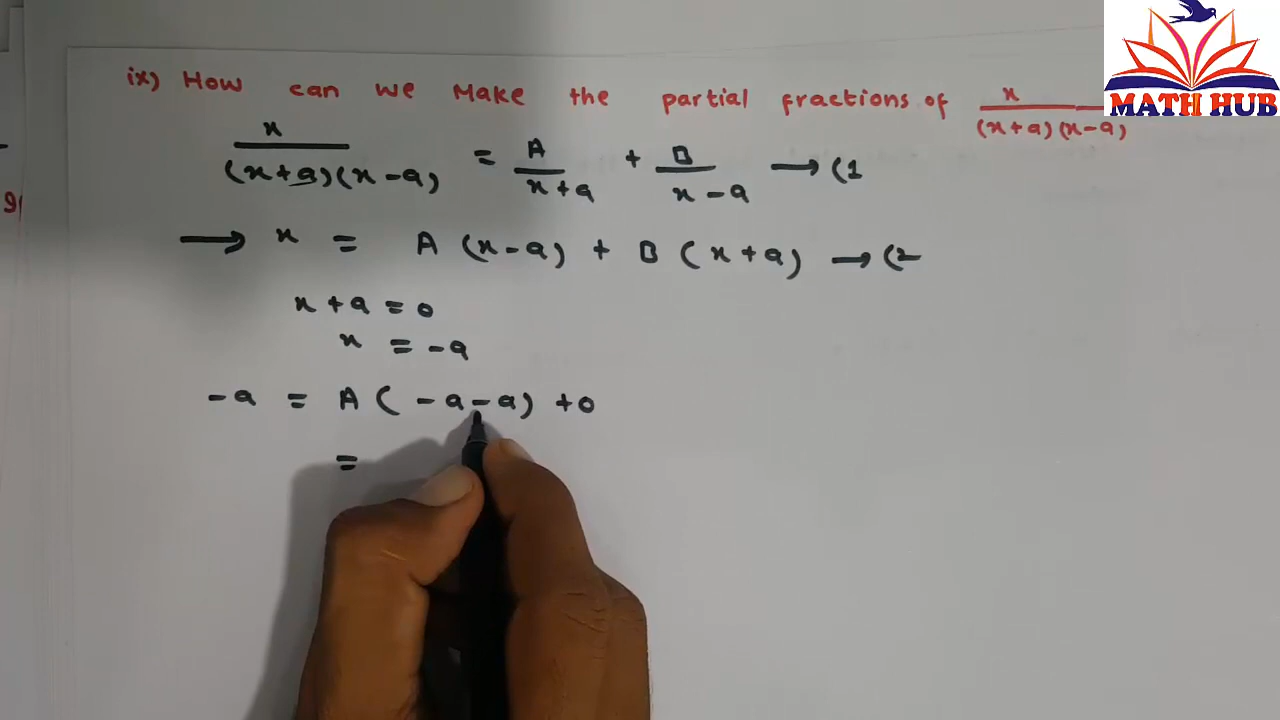 MATH HUB
ix) How can we Make the partial fractions of x / (x+a)(x-a)
x / (x+a)(x-a) = A / x+a + B / x-a → (1
→ x = A (x-a) + B (x+a) → (2
x+a = 0
x = -a
-a = A ( -a-a) +0
=